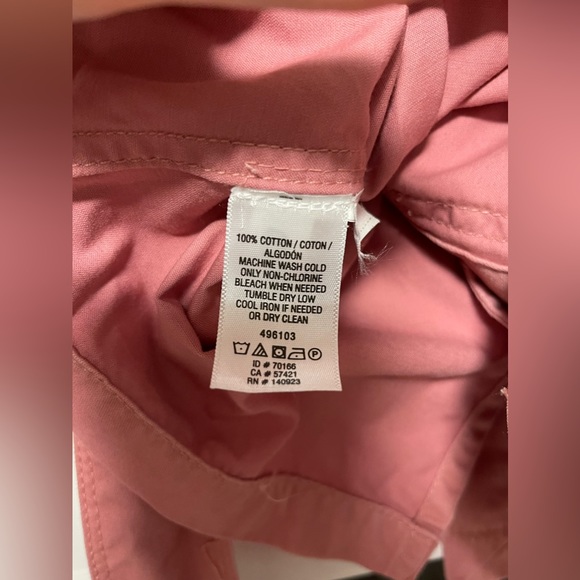 100% COTTON / COTON /
ALGODÓN
MACHINE WASH COLD
ONLY NON-CHLORINE
BLEACH WHEN NEEDED
TUMBLE DRY LOW
COOL IRON IF NEEDED
OR DRY CLEAN
496103
P
ID # 70166
CA # 57421
RN # 140923